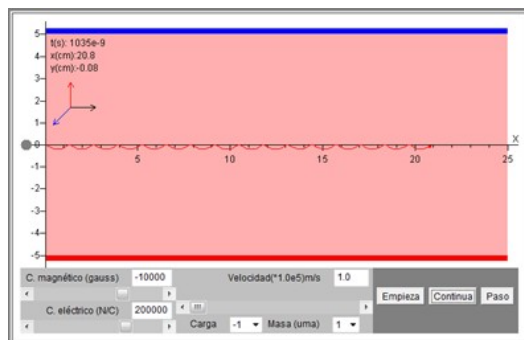 5
t(s): 1035e-9
4
x(cm):20.8
y(cm):-0.08
3
2
1
X
0
5
10
15
20
25
-1
-2
-3
-4
-5
C. magnético (gauss) -10000 Velocidad(*1.0e5)m/s 1.0
Empieza Continua Paso
C. eléctrico (N/C) 200000
Carga -1 Masa (uma) 1